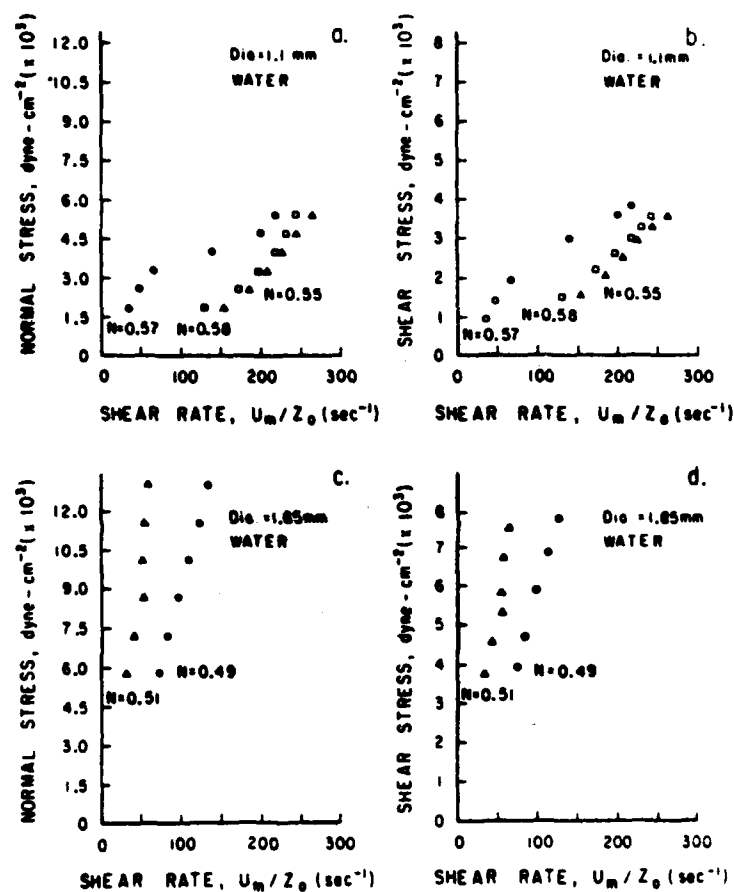 a.
NORMAL STRESS, dyne-cm⁻² (x 10³)
12.0
10.5
9.0
7.5
6.0
4.5
3.0
1.5
0
Dia=1.1 mm
WATER
N=0.55
N=0.57
N=0.58
0 100 200 300
SHEAR RATE, Uₘ/Z₀ (sec⁻¹)
b.
SHEAR STRESS, dyne-cm⁻² (x 10³)
8
7
6
5
4
3
2
1
0
Dia. = 1.1mm
WATER
N=0.55
N=0.58
N=0.57
0 100 200 300
SHEAR RATE, Uₘ/Z₀ (sec⁻¹)
c.
NORMAL STRESS, dyne-cm⁻² (x 10³)
12.0
10.5
9.0
7.5
6.0
4.5
3.0
1.5
0
Dia. = 1.85mm
WATER
N=0.49
N=0.51
0 100 200 300
SHEAR RATE, Uₘ/Z₀ (sec⁻¹)
d.
SHEAR STRESS, dyne-cm⁻² (x 10³)
8
7
6
5
4
3
2
1
0
Dia. = 1.85mm
WATER
N=0.49
N=0.51
0 100 200 300
SHEAR RATE, Uₘ/Z₀ (sec⁻¹)